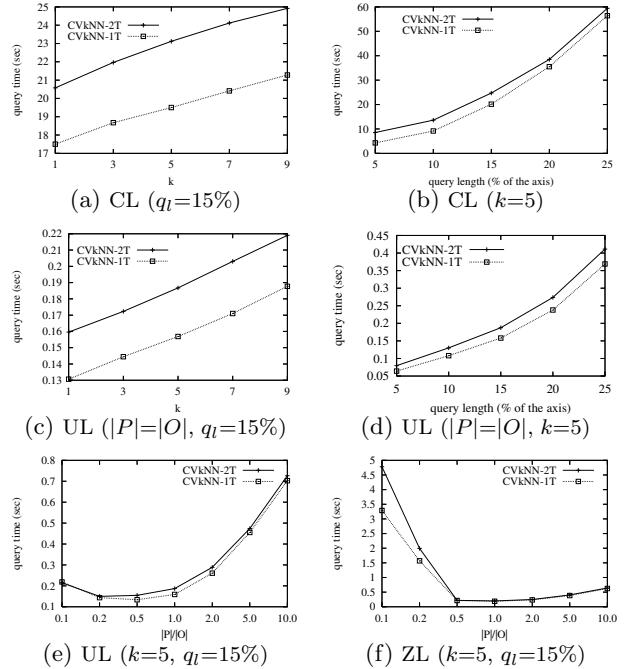 25
24
23
22
21
20
19
18
17
query time (sec)
CVkNN-2T
CVkNN-1T
1 3 5 7 9
k
(a) CL (q_l=15%)
60
50
40
30
20
10
0
query time (sec)
CVkNN-2T
CVkNN-1T
5 10 15 20 25
query length (% of the axis)
(b) CL (k=5)
0.22
0.21
0.2
0.19
0.18
0.17
0.16
0.15
0.14
0.13
query time (sec)
CVkNN-2T
CVkNN-1T
1 3 5 7 9
k
(c) UL (|P|=|O|, q_l=15%)
0.45
0.4
0.35
0.3
0.25
0.2
0.15
0.1
0.05
query time (sec)
CVkNN-2T
CVkNN-1T
5 10 15 20 25
query length (% of the axis)
(d) UL (|P|=|O|, k=5)
0.8
0.7
0.6
0.5
0.4
0.3
0.2
0.1
query time (sec)
CVkNN-2T
CVkNN-1T
0.1 0.2 0.5 1.0 2.0 5.0 10.0
|P|/|O|
(e) UL (k=5, q_l=15%)
5
4.5
4
3.5
3
2.5
2
1.5
1
0.5
0
query time (sec)
CVkNN-2T
CVkNN-1T
0.1 0.2 0.5 1.0 2.0 5.0 10.0
|P|/|O|
(f) ZL (k=5, q_l=15%)